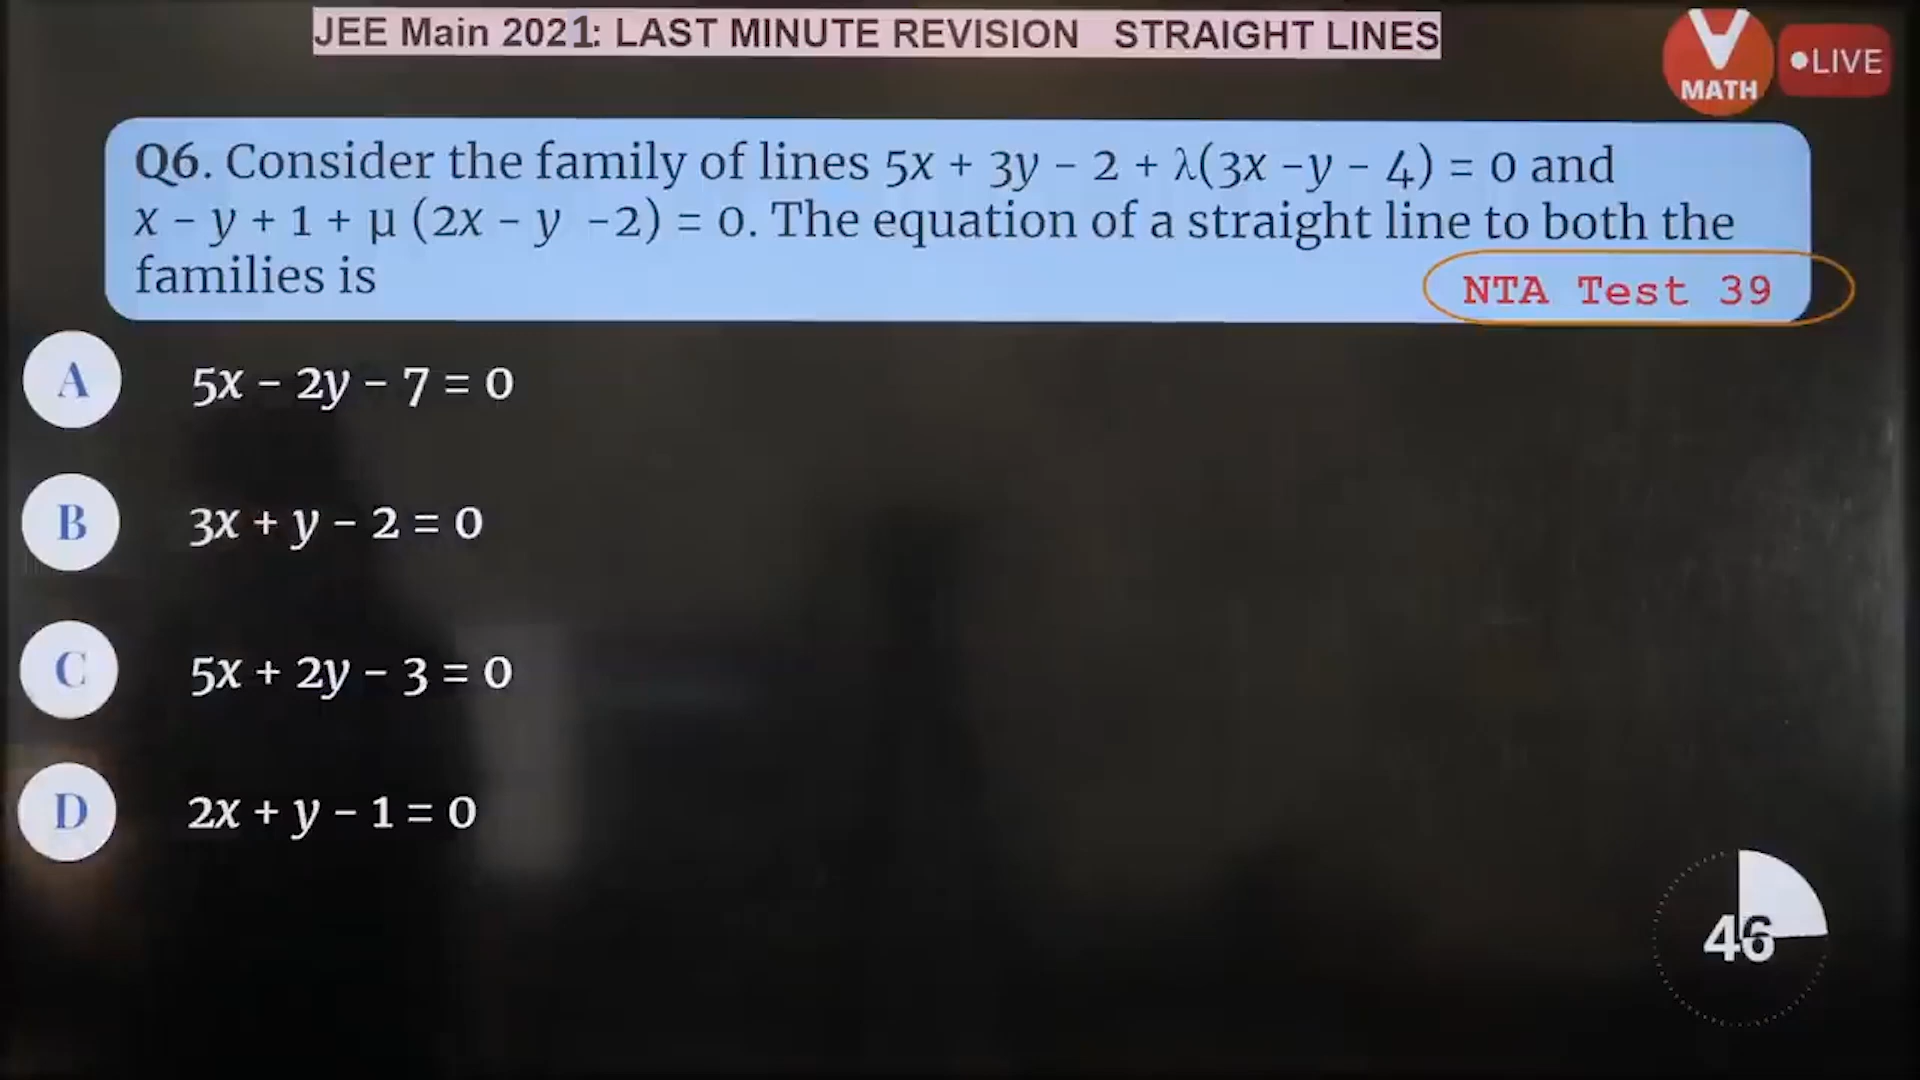 JEE Main 2021: LAST MINUTE REVISION STRAIGHT LINES
MATH
LIVE
Q6. Consider the family of lines 5x + 3y - 2 + λ(3x -y - 4) = 0 and
x - y + 1 + μ (2x - y -2) = 0. The equation of a straight line to both the
families is
NTA Test 39
A 5x - 2y - 7 = 0
B 3x + y - 2 = 0
C 5x + 2y - 3 = 0
D 2x + y - 1 = 0
46